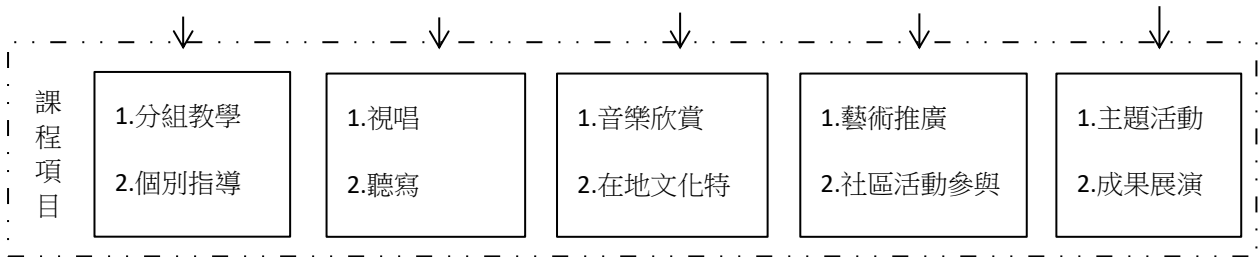 課程項目
1.分組教學
2.個別指導
1.視唱
2.聽寫
1.音樂欣賞
2.在地文化特
1.藝術推廣
2.社區活動參與
1.主題活動
2.成果展演